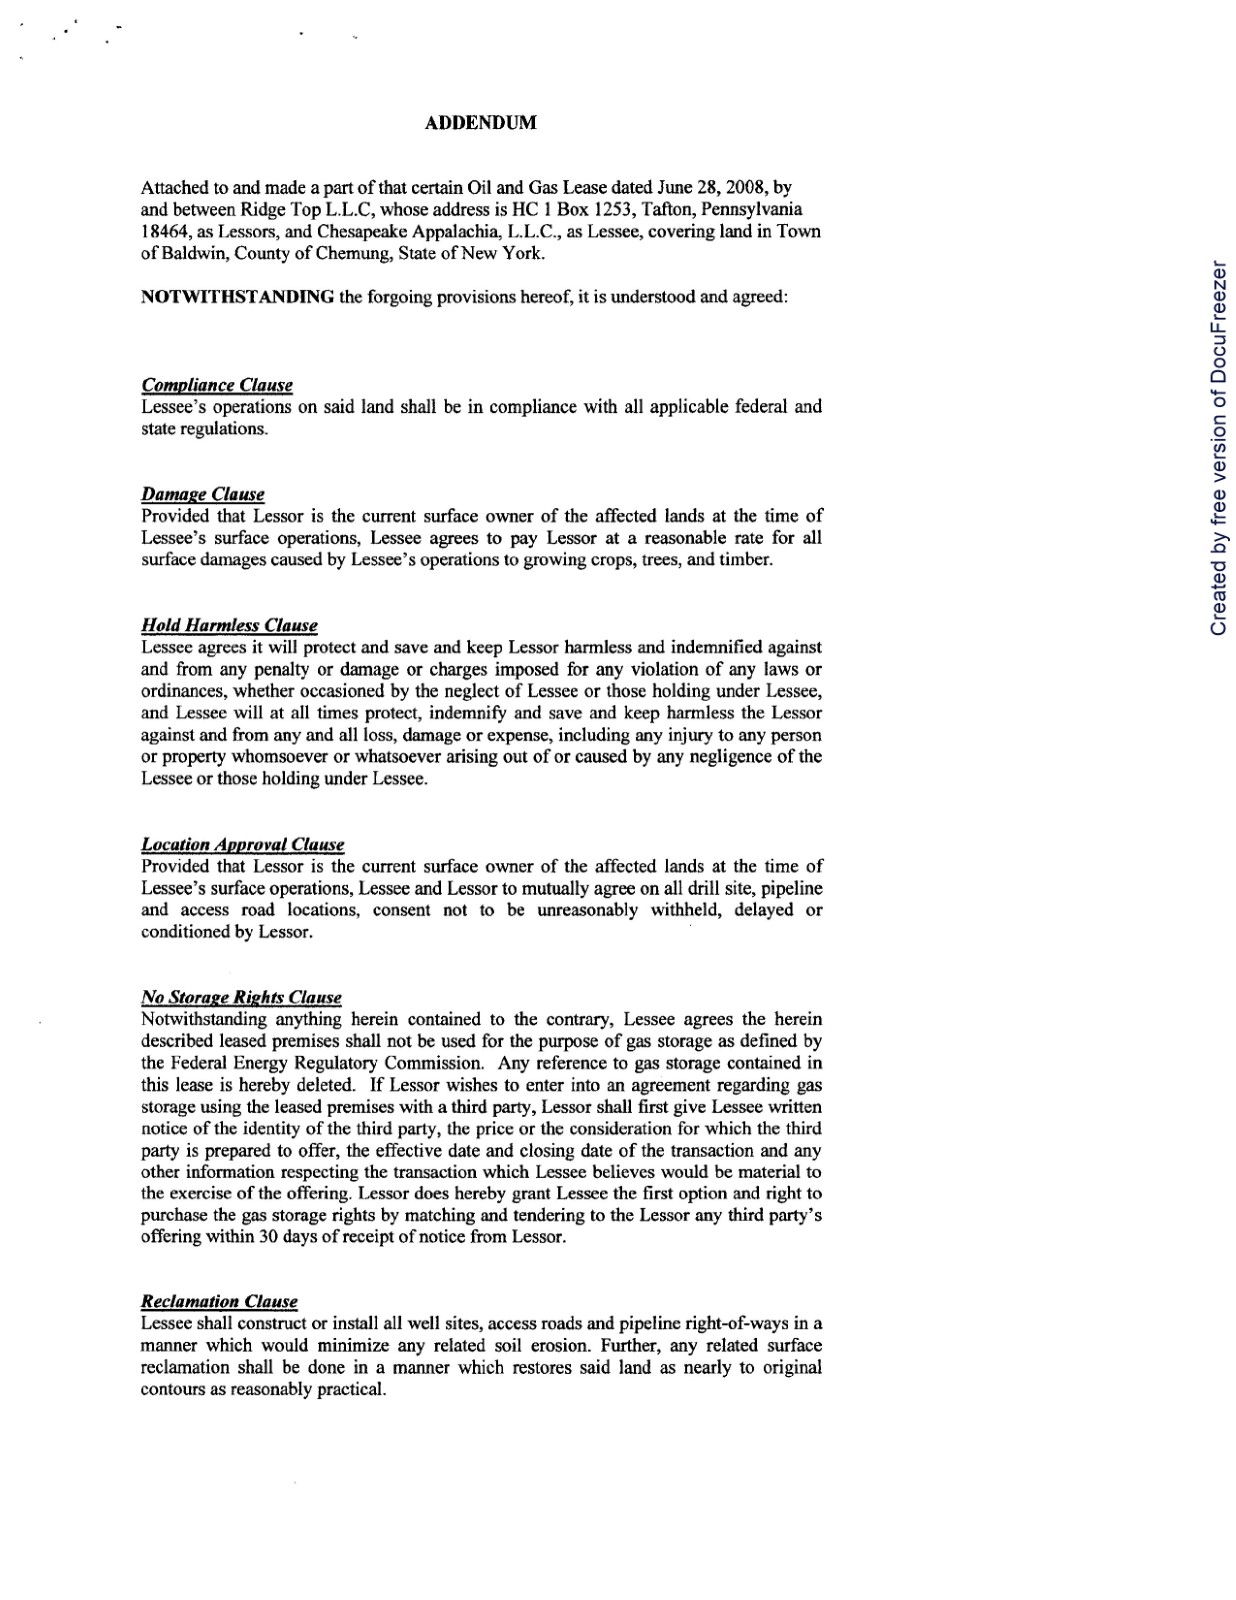 ADDENDUM
Attached to and made a part of that certain Oil and Gas Lease dated June 28, 2008, by
and between Ridge Top L.L.C, whose address is HC 1 Box 1253, Tafton, Pennsylvania
18464, as Lessors, and Chesapeake Appalachia, L.L.C., as Lessee, covering land in Town
of Baldwin, County of Chemung, State of New York.
NOTWITHSTANDING the forgoing provisions hereof, it is understood and agreed:
Compliance Clause
Lessee's operations on said land shall be in compliance with all applicable federal and
state regulations.
Damage Clause
Provided that Lessor is the current surface owner of the affected lands at the time of
Lessee's surface operations, Lessee agrees to pay Lessor at a reasonable rate for all
surface damages caused by Lessee's operations to growing crops, trees, and timber.
Hold Harmless Clause
Lessee agrees it will protect and save and keep Lessor harmless and indemnified against
and from any penalty or damage or charges imposed for any violation of any laws or
ordinances, whether occasioned by the neglect of Lessee or those holding under Lessee,
and Lessee will at all times protect, indemnify and save and keep harmless the Lessor
against and from any and all loss, damage or expense, including any injury to any person
or property whomsoever or whatsoever arising out of or caused by any negligence of the
Lessee or those holding under Lessee.
Location Approval Clause
Provided that Lessor is the current surface owner of the affected lands at the time of
Lessee's surface operations, Lessee and Lessor to mutually agree on all drill site, pipeline
and access road locations, consent not to be unreasonably withheld, delayed or
conditioned by Lessor.
No Storage Rights Clause
Notwithstanding anything herein contained to the contrary, Lessee agrees the herein
described leased premises shall not be used for the purpose of gas storage as defined by
the Federal Energy Regulatory Commission. Any reference to gas storage contained in
this lease is hereby deleted. If Lessor wishes to enter into an agreement regarding gas
storage using the leased premises with a third party, Lessor shall first give Lessee written
notice of the identity of the third party, the price or the consideration for which the third
party is prepared to offer, the effective date and closing date of the transaction and any
other information respecting the transaction which Lessee believes would be material to
the exercise of the offering. Lessor does hereby grant Lessee the first option and right to
purchase the gas storage rights by matching and tendering to the Lessor any third party's
offering within 30 days of receipt of notice from Lessor.
Reclamation Clause
Lessee shall construct or install all well sites, access roads and pipeline right-of-ways in a
manner which would minimize any related soil erosion. Further, any related surface
reclamation shall be done in a manner which restores said land as nearly to original
contours as reasonably practical.
Created by free version of DocuFreezer